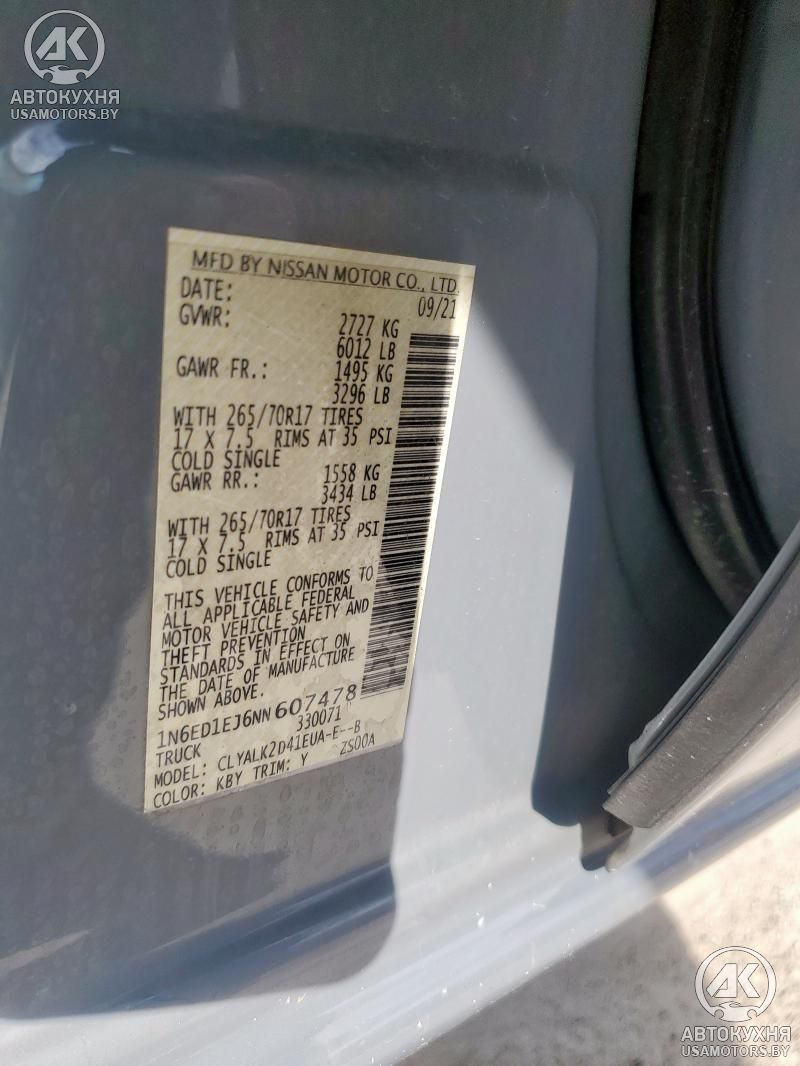 AK
АВТОКУХНЯ
USAMOTORS.BY
MFD BY NISSAN MOTOR CO., LTD.
DATE: 09/21
GVWR: 2727 KG
6012 LB
GAWR FR.: 1495 KG
3296 LB
WITH 265/70R17 TIRES
17 X 7.5 RIMS AT 35 PSI
COLD SINGLE
GAWR RR.: 1558 KG
3434 LB
WITH 265/70R17 TIRES
17 X 7.5 RIMS AT 35 PSI
COLD SINGLE
THIS VEHICLE CONFORMS TO
ALL APPLICABLE FEDERAL
MOTOR VEHICLE SAFETY AND
THEFT PREVENTION
STANDARDS IN EFFECT ON
THE DATE OF MANUFACTURE
SHOWN ABOVE.
1N6ED1EJ6NN607478
TRUCK 330071
MODEL: CLYALK2D41EUA-E--B
COLOR: KBY TRIM: Y ZS00A
AK
АВТОКУХНЯ
USAMOTORS.BY